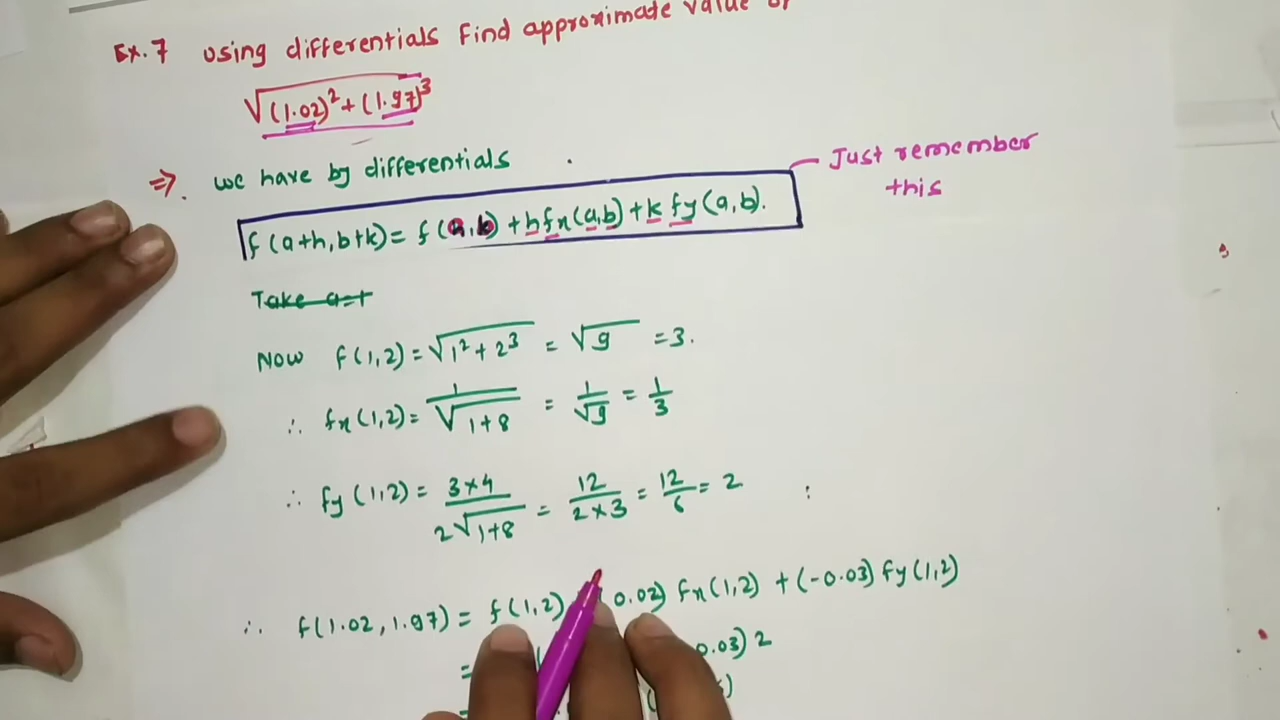 Ex.7 Using differentials Find approximate value of
√(1.02)² + (1.97)³
⇒. We have by differentials .
f(a+h, b+k) = f(a,b) + h fx(a,b) + k fy(a,b).
Just remember
this
Take a=1
Now f(1,2) = √1² + 2³ = √9 = 3.
∴ fx(1,2) = 1/√1+8 = 1/√9 = 1/3
∴ fy(1,2) = 3×4/2√1+8 = 12/2×3 = 12/6 = 2
∴ f(1.02, 1.97) = f(1,2) 0.02) fx(1,2) + (-0.03) fy(1,2)
= 0.03) 2
=